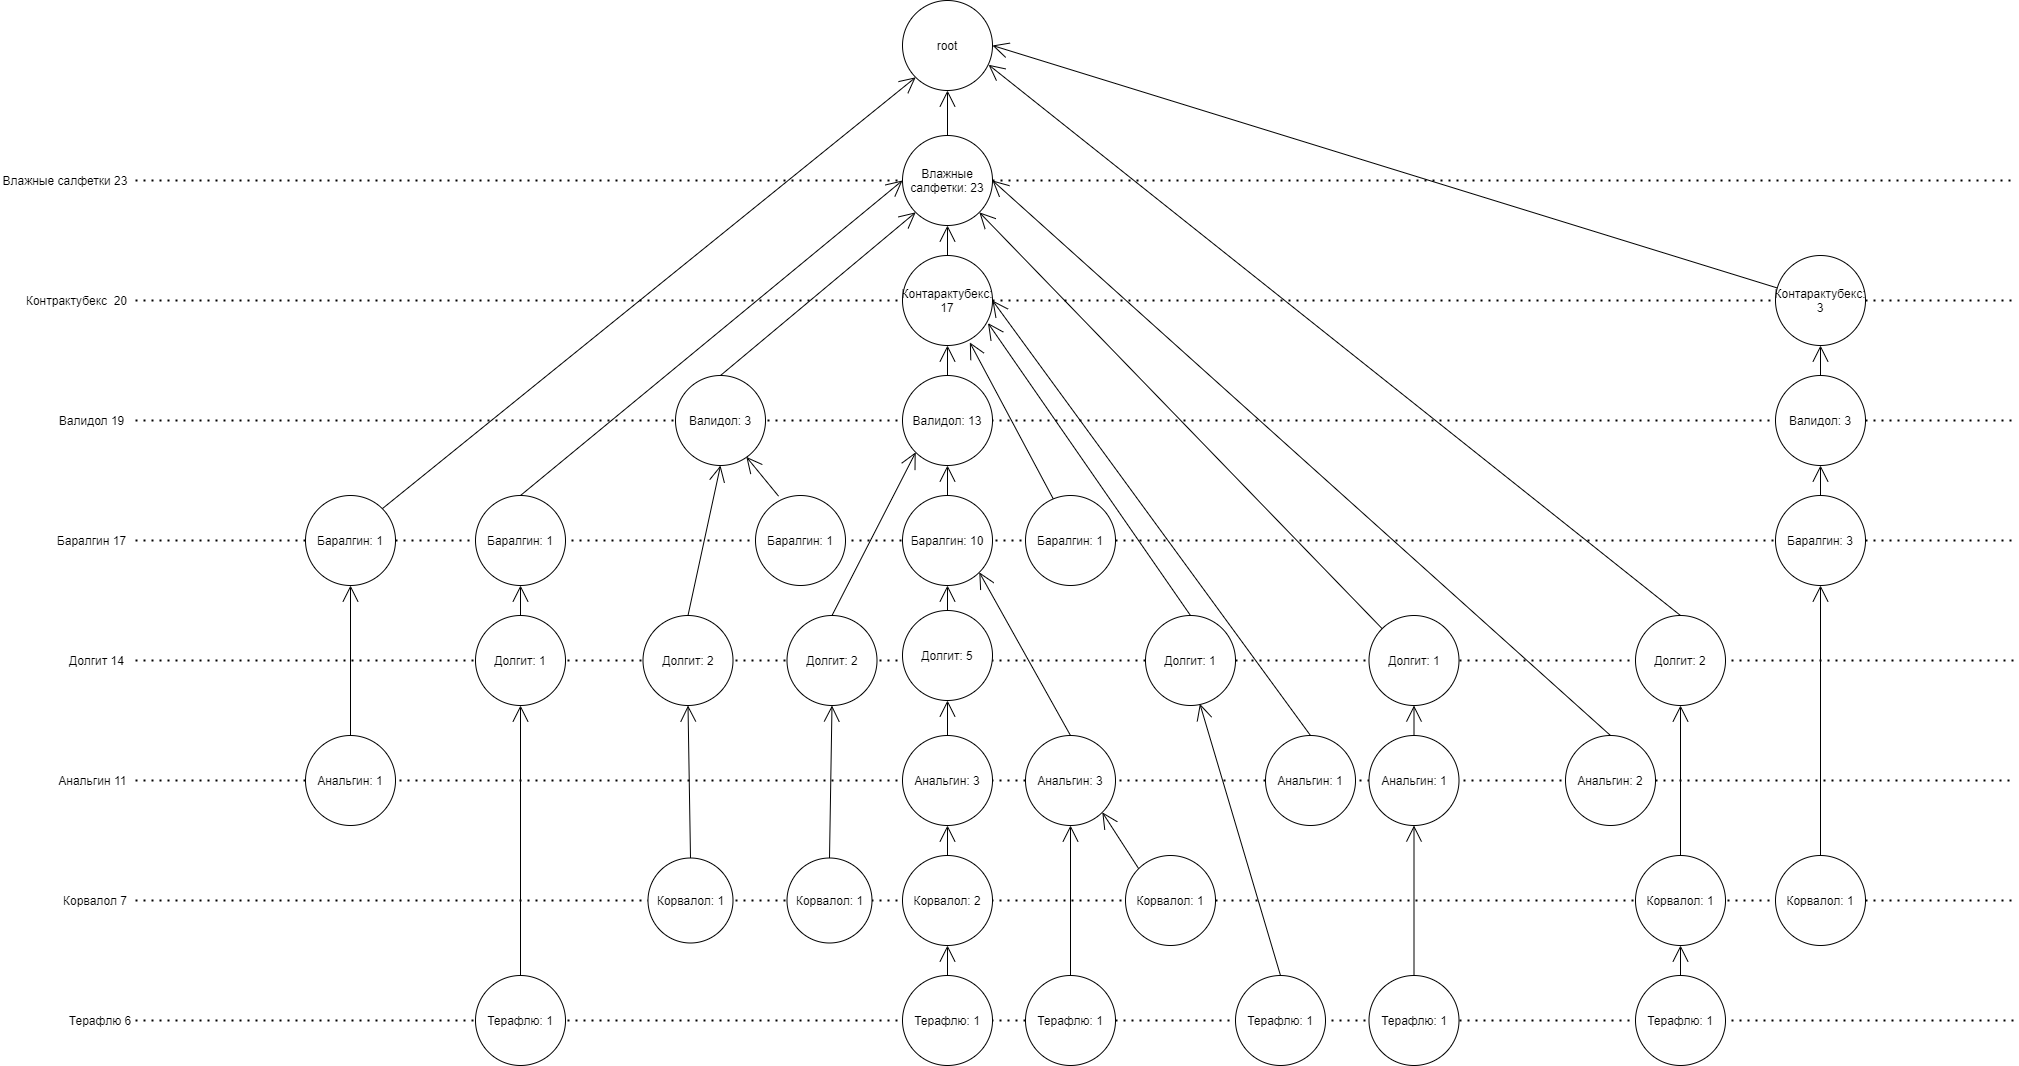 root
Влажные салфетки 23
Влажные
салфетки: 23
Контрактубекс 20
Контарактубекс:
17
Контарактубекс:
3
Валидол 19
Валидол: 3
Валидол: 13
Валидол: 3
Баралгин 17
Баралгин: 1
Баралгин: 1
Баралгин: 1
Баралгин: 10
Баралгин: 1
Баралгин: 3
Долгит 14
Долгит: 1
Долгит: 2
Долгит: 2
Долгит: 5
Долгит: 1
Долгит: 1
Долгит: 2
Анальгин 11
Анальгин: 1
Анальгин: 3
Анальгин: 3
Анальгин: 1
Анальгин: 1
Анальгин: 2
Корвалол 7
Корвалол: 1
Корвалол: 1
Корвалол: 2
Корвалол: 1
Корвалол: 1
Корвалол: 1
Терафлю 6
Терафлю: 1
Терафлю: 1
Терафлю: 1
Терафлю: 1
Терафлю: 1
Терафлю: 1